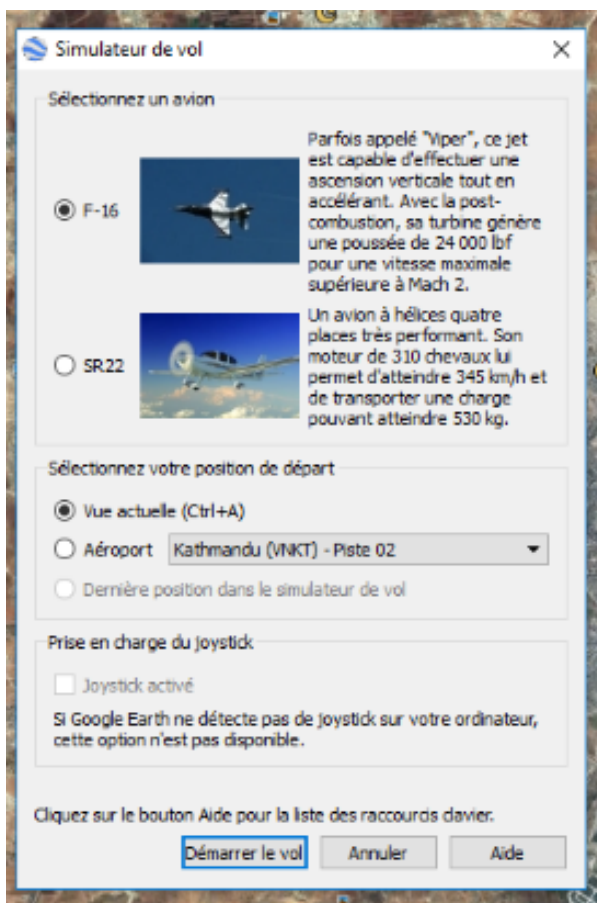 Simulateur de vol
Sélectionnez un avion
F-16
Parfois appelé "Viper", ce jet
est capable d'effectuer une
ascension verticale tout en
accélérant. Avec la post-
combustion, sa turbine génère
une poussée de 24 000 lbf
pour une vitesse maximale
supérieure à Mach 2.
SR22
Un avion à hélices quatre
places très performant. Son
moteur de 310 chevaux lui
permet d'atteindre 345 km/h et
de transporter une charge
pouvant atteindre 530 kg.
Sélectionnez votre position de départ
Vue actuelle (Ctrl+A)
Aéroport Kathmandu (VNKT) - Piste 02
Dernière position dans le simulateur de vol
Prise en charge du joystick
Joystick activé
Si Google Earth ne détecte pas de joystick sur votre ordinateur,
cette option n'est pas disponible.
Cliquez sur le bouton Aide pour la liste des raccourcis clavier.
Démarrer le vol Annuler Aide